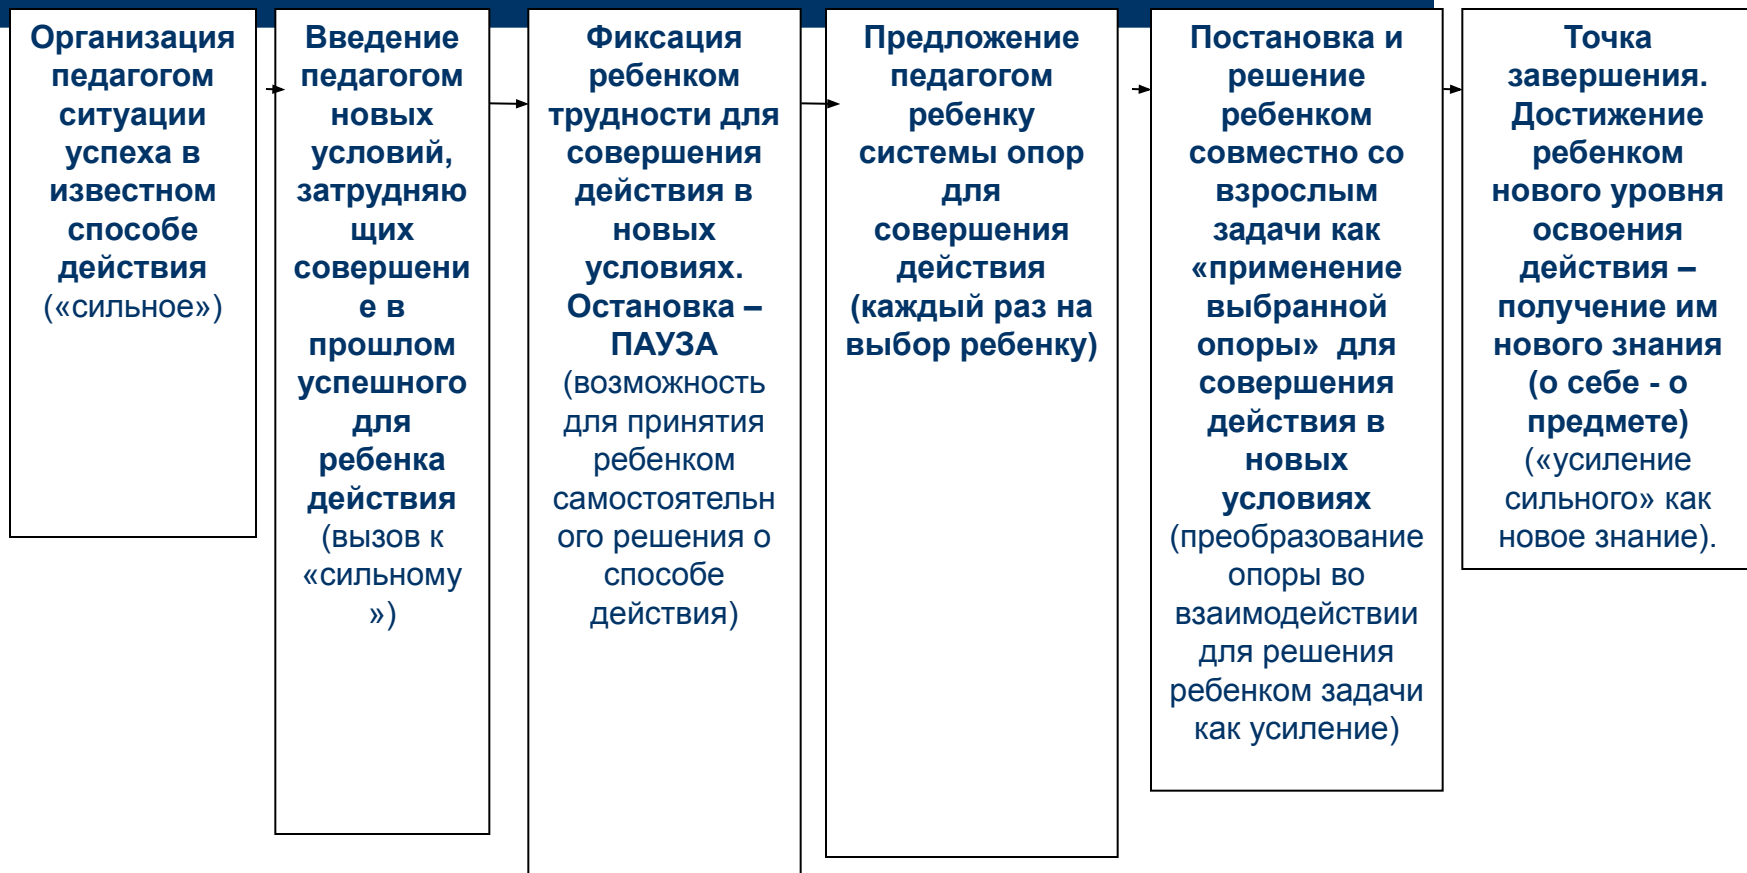 Организация
педагогом
ситуации
успеха в
известном
способе
действия
(«сильное»)
Введение
педагогом
новых
условий,
затрудняю
щих
совершени
е в
прошлом
успешного
для
ребенка
действия
(вызов к
«сильному
»)
Фиксация
ребенком
трудности для
совершения
действия в
новых
условиях.
Остановка –
ПАУЗА
(возможность
для принятия
ребенком
самостоятельн
ого решения о
способе
действия)
Предложение
педагогом
ребенку
системы опор
для
совершения
действия
(каждый раз на
выбор ребенку)
Постановка и
решение
ребенком
совместно со
взрослым
задачи как
«применение
выбранной
опоры» для
совершения
действия в
новых
условиях
(преобразование
опоры во
взаимодействии
для решения
ребенком задачи
как усиление)
Точка
завершения.
Достижение
ребенком
нового уровня
освоения
действия –
получение им
нового знания
(о себе - о
предмете)
(«усиление
сильного» как
новое знание).